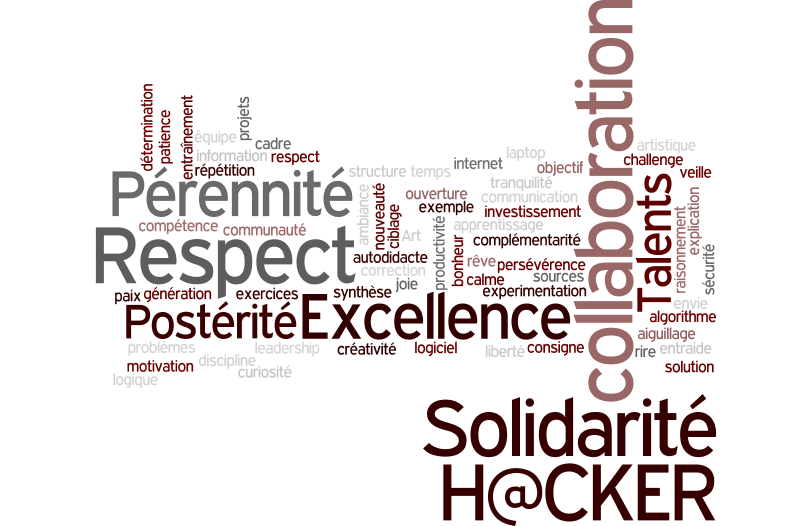 collaboration
détermination
patience
entraînement
projets
équipe
cadre
information
respect
répétition
Pérennité
structure
temps
internet
laptop
objectif
artistique
challenge
veille
tranquilité
communication
ouverture
exemple
investissement
apprentissage
Talents
ambiance
nouveauté
ciblage
Art
compétence
communauté
Respect
autodidacte
correction
joie
productivité
bonheur
complémentarité
rêve
persévérence
calme
sources
experimentation
raisonnement
explication
sécurité
paix
génération
exercices
synthèse
Postérité
Excellence
envie
algorithme
aiguillage
rire
entraide
solution
problèmes
leadership
créativité
logiciel
liberté
consigne
motivation
discipline
curiosité
logique
Solidarité
H@CKER